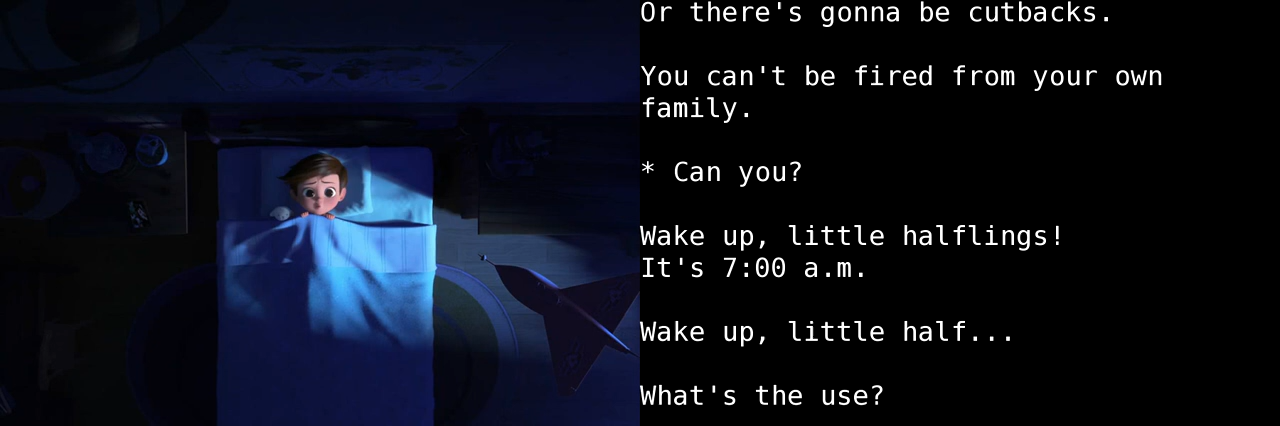 Or there's gonna be cutbacks.
You can't be fired from your own
family.
* Can you?
Wake up, little halflings!
It's 7:00 a.m.
Wake up, little half...
What's the use?